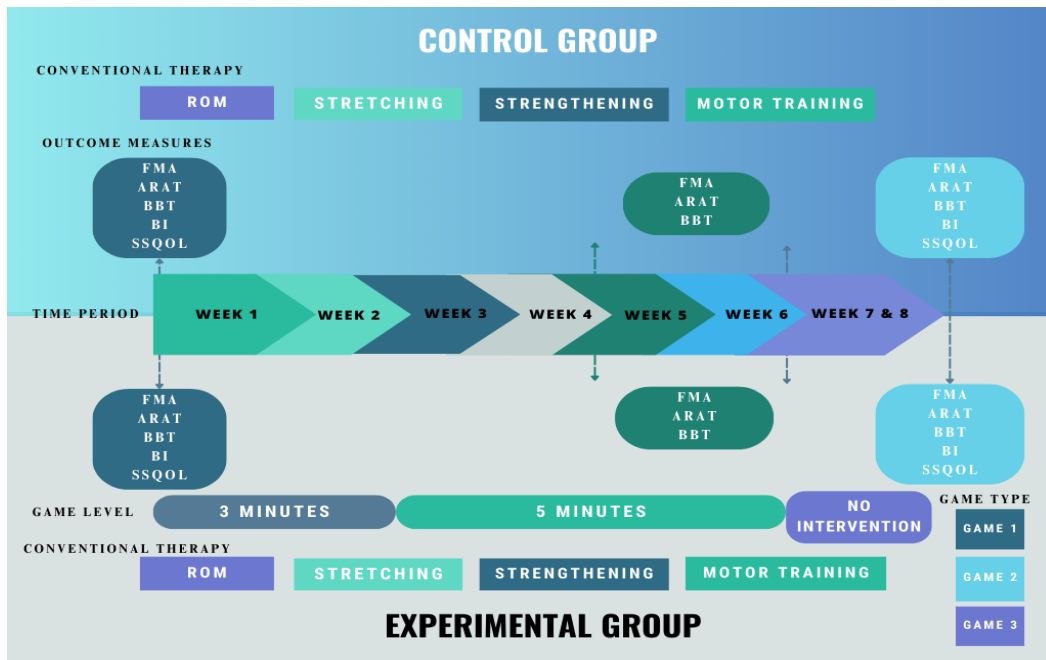 CONTROL GROUP
CONVENTIONAL THERAPY
ROM
STRETCHING
STRENGTHENING
MOTOR TRAINING
OUTCOME MEASURES
FMA
ARAT
BBT
BI
SSQOL
FMA
ARAT
BBT
FMA
ARAT
BBT
BI
SSQOL
TIME PERIOD
WEEK 1
WEEK 2
WEEK 3
WEEK 4
WEEK 5
WEEK 6
WEEK 7 & 8
FMA
ARAT
BBT
BI
SSQOL
FMA
ARAT
BBT
FMA
ARAT
BBT
BI
SSQOL
GAME LEVEL
3 MINUTES
5 MINUTES
NO
INTERVENTION
GAME TYPE
GAME 1
GAME 2
GAME 3
CONVENTIONAL THERAPY
ROM
STRETCHING
STRENGTHENING
MOTOR TRAINING
EXPERIMENTAL GROUP